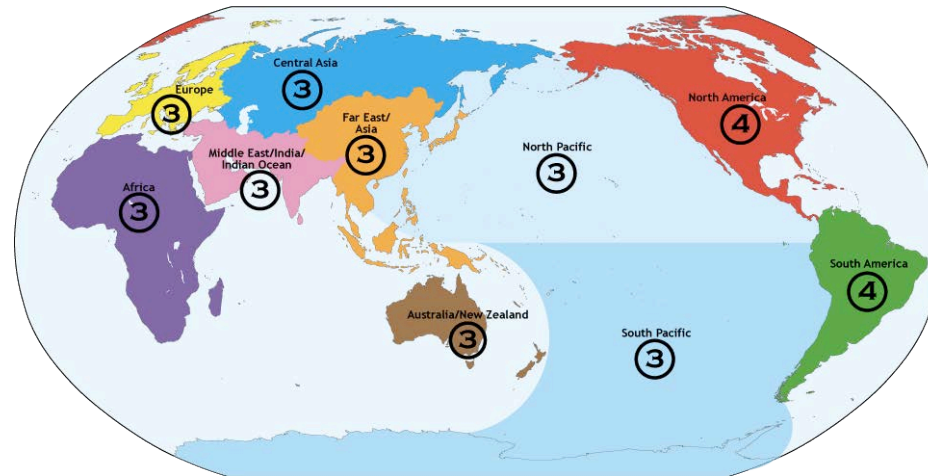 Central Asia
3
Europe
3
Far East/
Asia
3
North America
4
Middle East/India/
Indian Ocean
3
North Pacific
3
Africa
3
South America
4
Australia/New Zealand
3
South Pacific
3